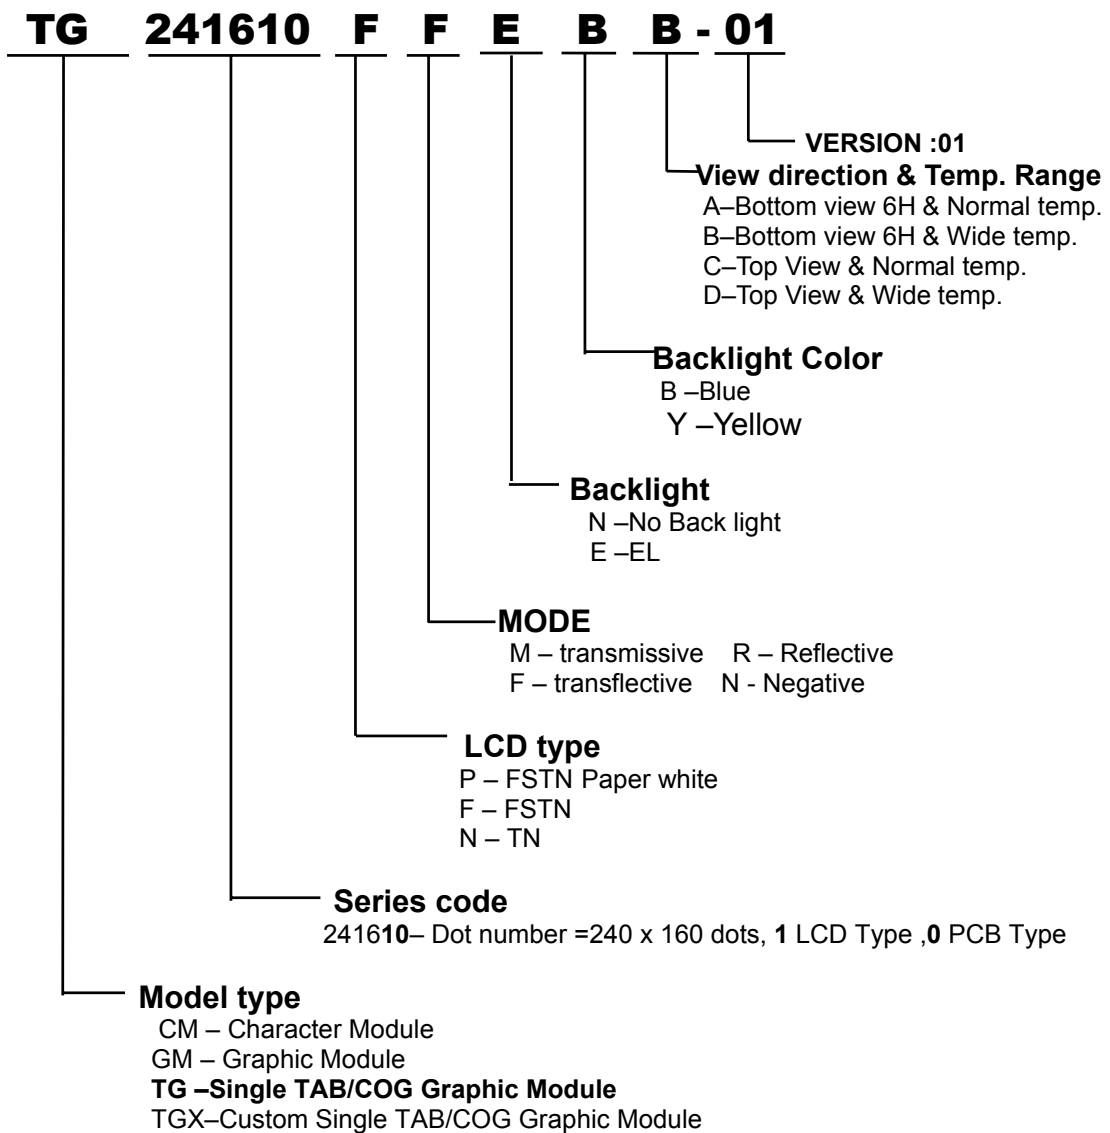 TG 241610 F F E B B - 01
VERSION :01
View direction & Temp. Range
A–Bottom view 6H & Normal temp.
B–Bottom view 6H & Wide temp.
C–Top View & Normal temp.
D–Top View & Wide temp.
Backlight Color
B –Blue
Y –Yellow
Backlight
N –No Back light
E –EL
MODE
M – transmissive R – Reflective
F – transflective N - Negative
LCD type
P – FSTN Paper white
F – FSTN
N – TN
Series code
241610– Dot number =240 x 160 dots, 1 LCD Type ,0 PCB Type
Model type
CM – Character Module
GM – Graphic Module
TG –Single TAB/COG Graphic Module
TGX–Custom Single TAB/COG Graphic Module